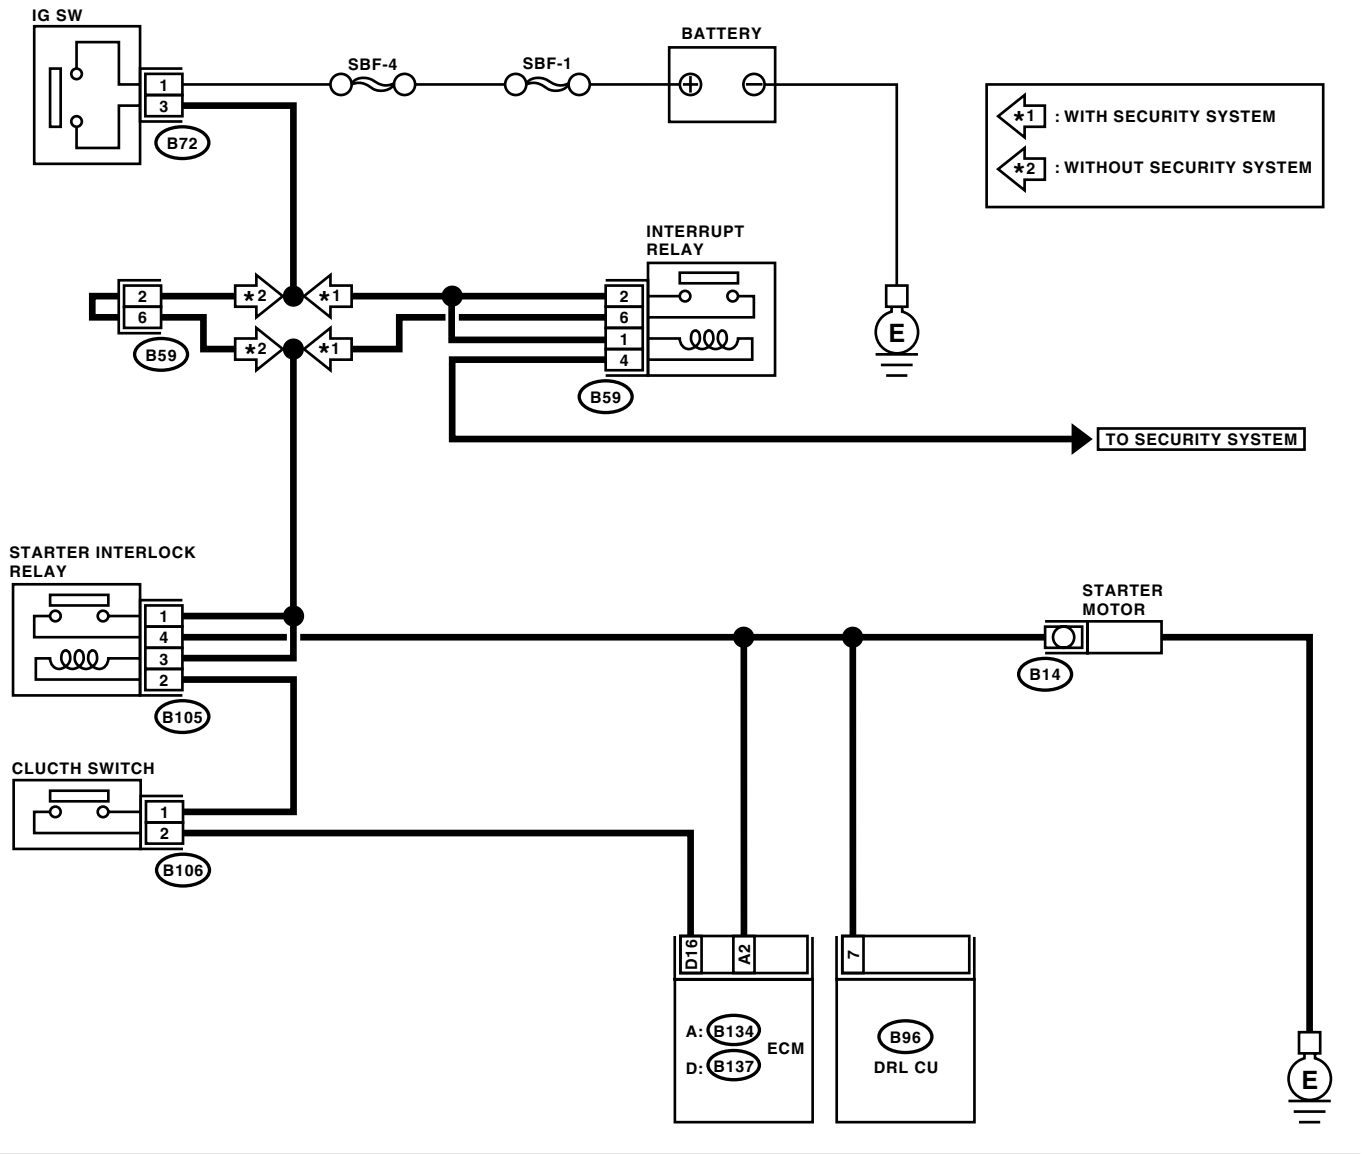 IG SW
1
3
B72
SBF-4
SBF-1
BATTERY
*1 : WITH SECURITY SYSTEM
*2 : WITHOUT SECURITY SYSTEM
E
INTERRUPT
RELAY
2
6
1
4
B59
2
6
B59
*2
*1
*2
*1
TO SECURITY SYSTEM
STARTER INTERLOCK
RELAY
1
4
3
2
B105
STARTER
MOTOR
B14
CLUCTH SWITCH
1
2
B106
D16
A2
A: B134
D: B137
ECM
7
B96
DRL CU
E